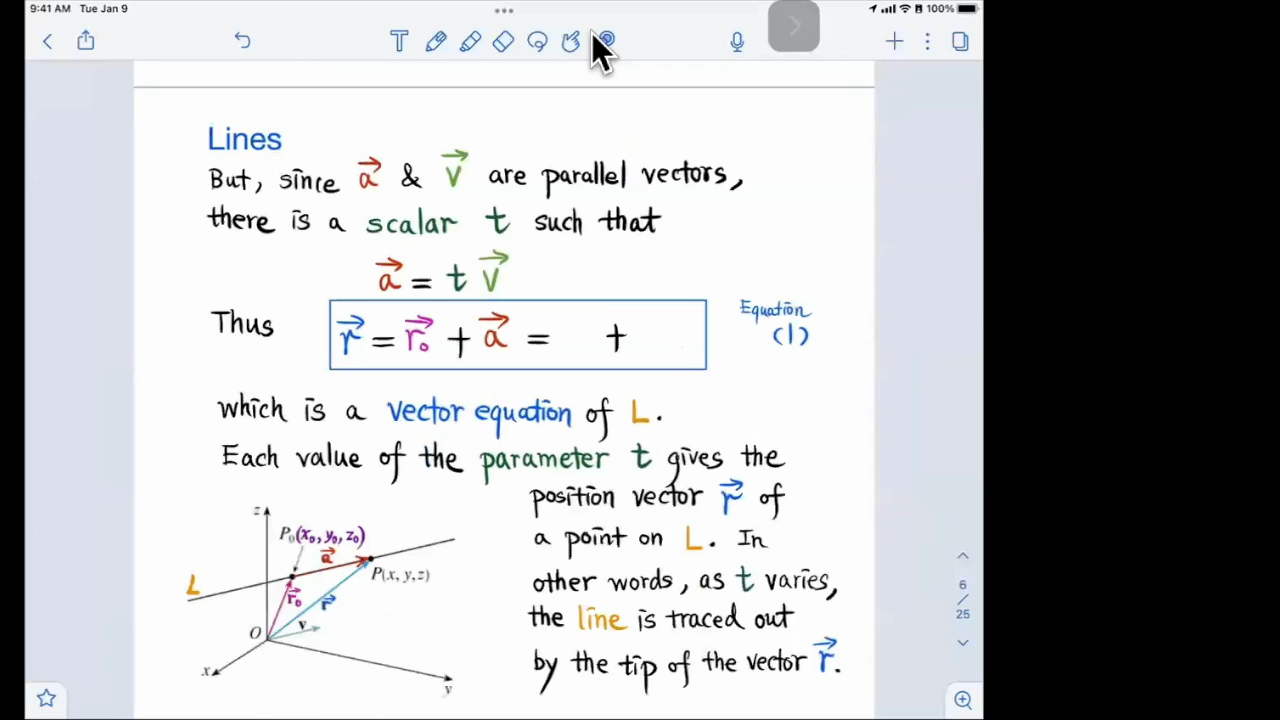 9:41 AM Tue Jan 9
100%
Lines
But, since a⃗ & v⃗ are parallel vectors,
there is a scalar t such that
a⃗ = t v⃗
Thus r⃗ = r⃗₀ + a⃗ = +
Equation
(1)
which is a vector equation of L.
Each value of the parameter t gives the
position vector r⃗ of
a point on L. In
other words, as t varies,
the line is traced out
by the tip of the vector r⃗.
z
P₀(x₀, y₀, z₀)
a⃗
P(x, y, z)
L
r⃗₀
r⃗
v
O
x
y
6
/
25